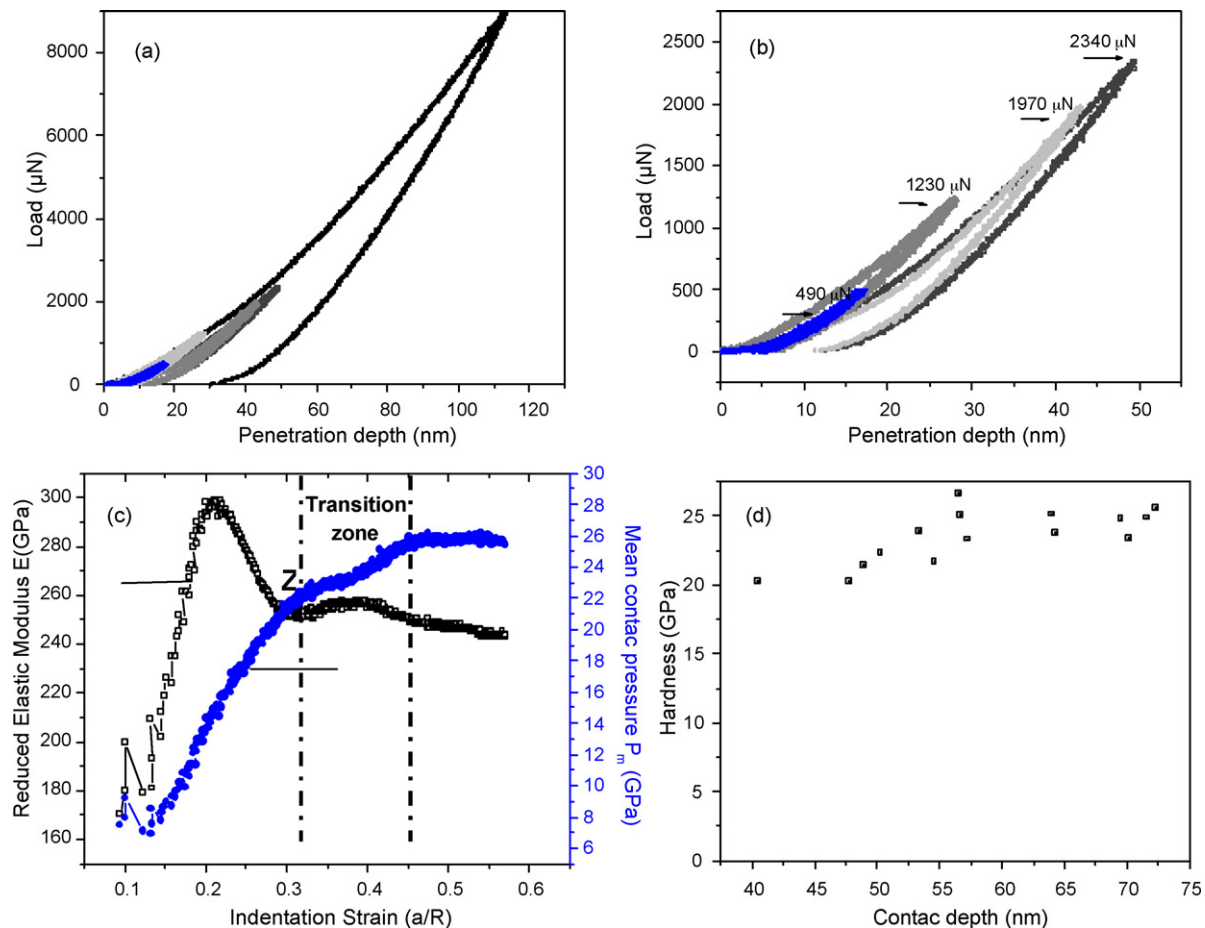 (a)
8000
6000
4000
2000
0
Load (µN)
0 20 40 60 80 100 120
Penetration depth (nm)
(b)
2500
2000
1500
1000
500
0
Load (µN)
2340 µN
1970 µN
1230 µN
490 µN
0 10 20 30 40 50
Penetration depth (nm)
(c)
300
280
260
240
220
200
180
160
Reduced Elastic Modulus E(GPa)
Transition
zone
Z
30
28
26
24
22
20
18
16
14
12
10
8
6
Mean contac pressure P m (GPa)
0.1 0.2 0.3 0.4 0.5 0.6
Indentation Strain (a/R)
(d)
25
20
15
10
5
0
Hardness (GPa)
40 45 50 55 60 65 70 75
Contac depth (nm)